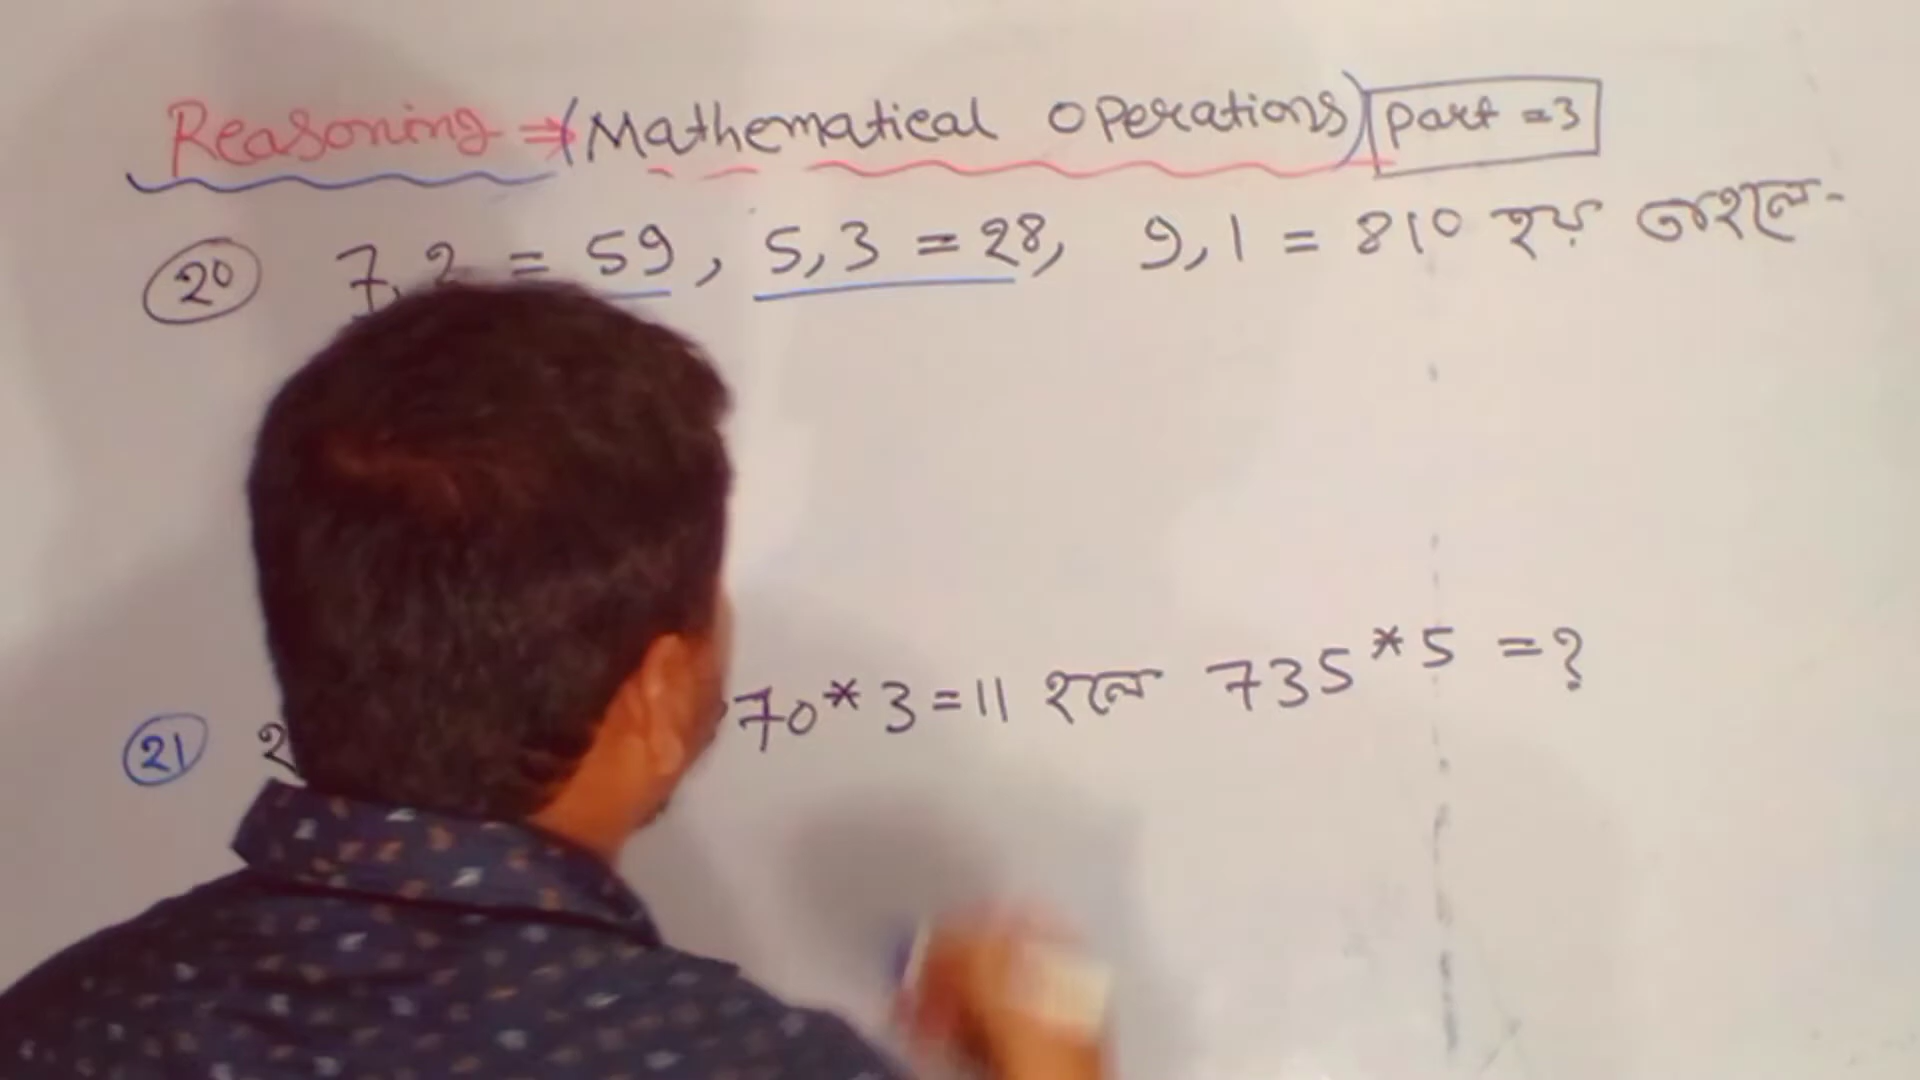 Reasoning ⇒ (Mathematical Operations) Part = 3
20 7, 2 = 59, 5, 3 = 28, 9, 1 = 810 হয় তাহলে-
21 2 70 * 3 = 11 হলে 735 * 5 = ?